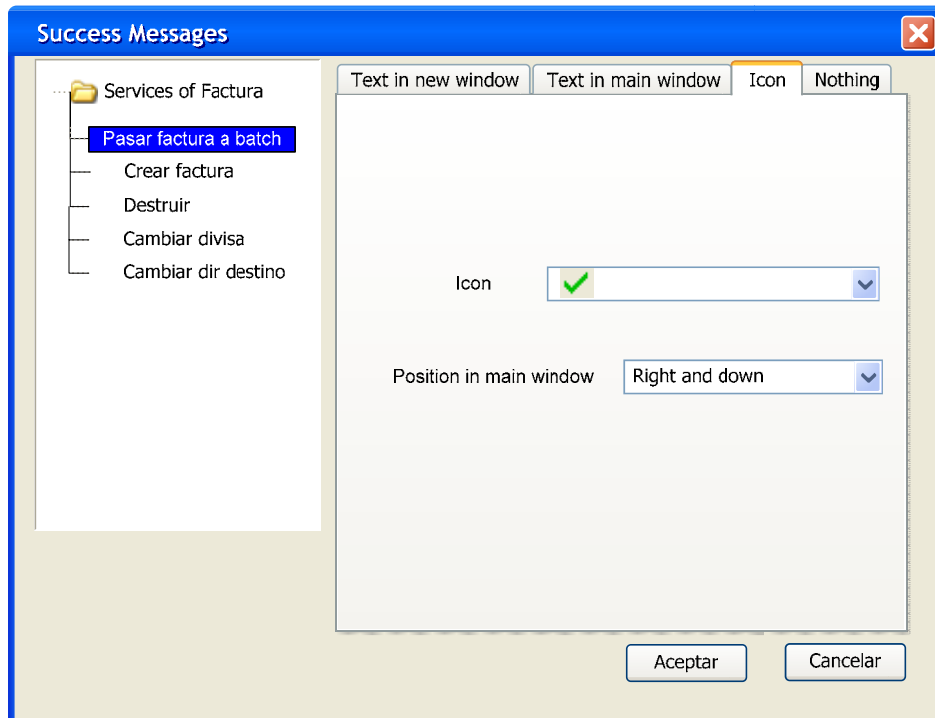 Success Messages
Services of Factura
Pasar factura a batch
Crear factura
Destruir
Cambiar divisa
Cambiar dir destino
Text in new window
Text in main window
Icon
Nothing
Icon
Position in main window
Right and down
Aceptar
Cancelar